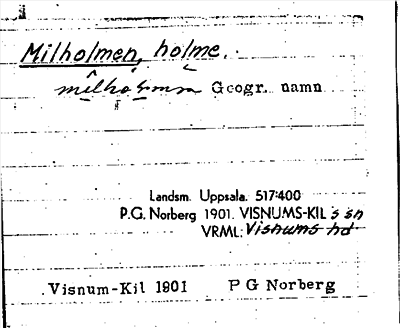 Milholmen, holme.
Geogr. namn
Landsm. Uppsala. 517:400
P.G. Norberg 1901. VISNUMS-KIL s sn
VRML: Visnums hd
Visnum-Kil 1901 P G Norberg